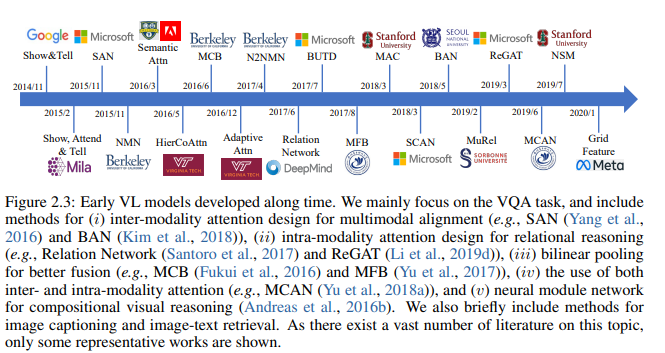 Google Microsoft Adobe Berkeley Berkeley Microsoft Stanford University SEOUL NATIONAL UNIVERSITY Microsoft Stanford University
Show&Tell SAN Semantic Attn MCB N2NMN BUTD MAC BAN ReGAT NSM
2014/11 2015/11 2016/3 2016/6 2017/4 2017/7 2018/3 2018/5 2019/3 2019/7
2015/2 2015/11 2016/5 2016/12 2017/6 2017/8 2018/3 2018/9 2019/6 2020/1
Show, Attend & Tell NMN HierCoAttn Adaptive Attn Relation Network MFB SCAN MuRel MCAN Grid Feature
Mila Berkeley VIRGINIA TECH VIRGINIA TECH DeepMind Microsoft SORBONNE UNIVERSITÉ Meta
Figure 2.3: Early VL models developed along time. We mainly focus on the VQA task, and include
methods for (i) inter-modality attention design for multimodal alignment (e.g., SAN (Yang et al.,
2016) and BAN (Kim et al., 2018)), (ii) intra-modality attention design for relational reasoning
(e.g., Relation Network (Santoro et al., 2017) and ReGAT (Li et al., 2019d)), (iii) bilinear pooling
for better fusion (e.g., MCB (Fukui et al., 2016) and MFB (Yu et al., 2017)), (iv) the use of both
inter- and intra-modality attention (e.g., MCAN (Yu et al., 2018a)), and (v) neural module network
for compositional visual reasoning (Andreas et al., 2016b). We also briefly include methods for
image captioning and image-text retrieval. As there exist a vast number of literature on this topic,
only some representative works are shown.